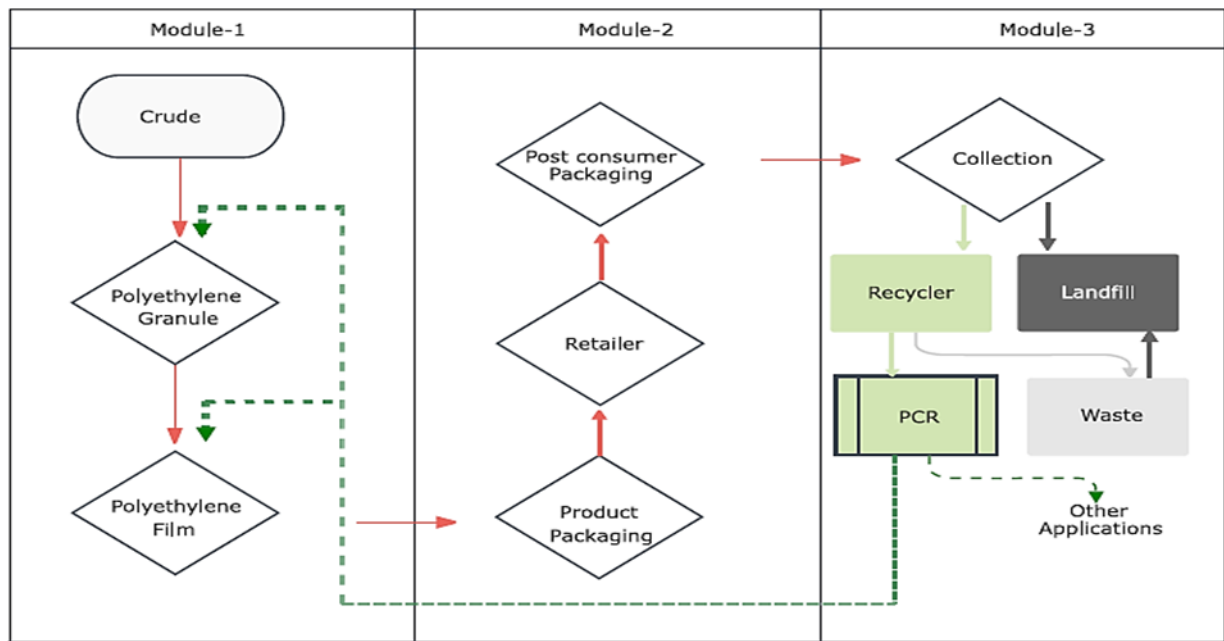 Module-1
Module-2
Module-3
Crude
Polyethylene
Granule
Polyethylene
Film
Post consumer
Packaging
Retailer
Product
Packaging
Collection
Recycler
Landfill
PCR
Waste
Other
Applications